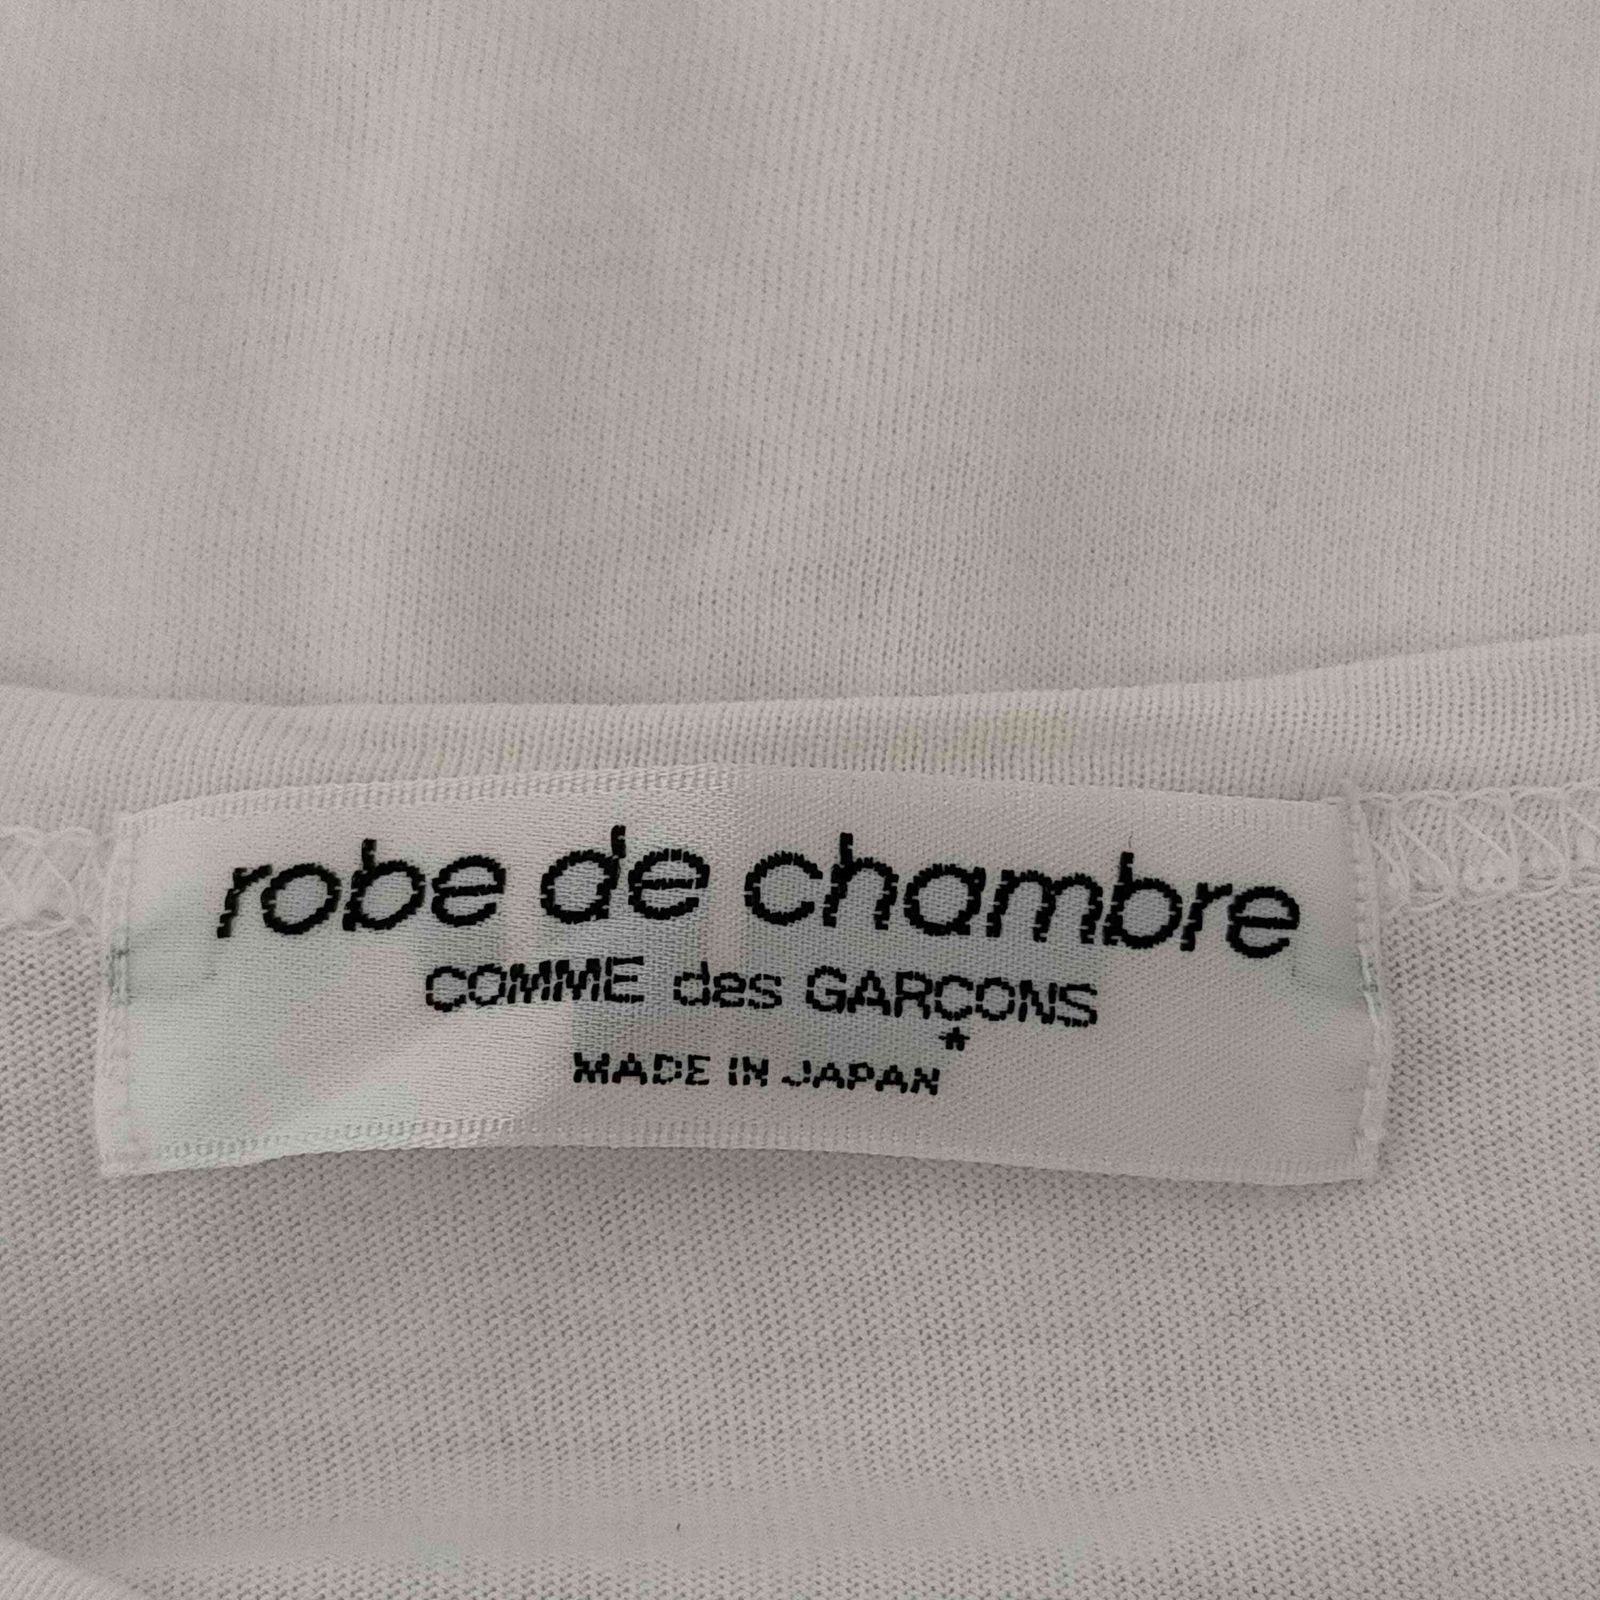 robe de chambre
COMME des GARÇONS
*
MADE IN JAPAN